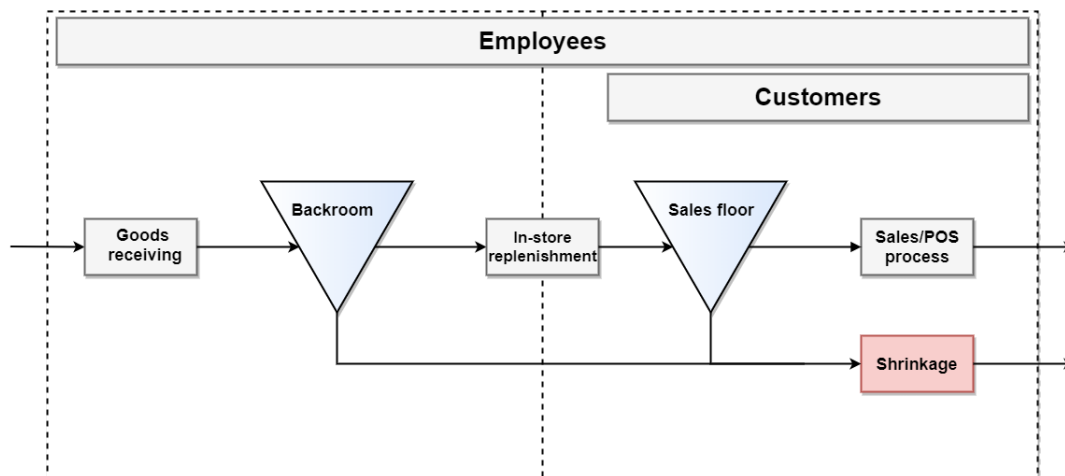 Employees
Customers
Goods
receiving
Backroom
In-store
replenishment
Sales floor
Sales/POS
process
Shrinkage